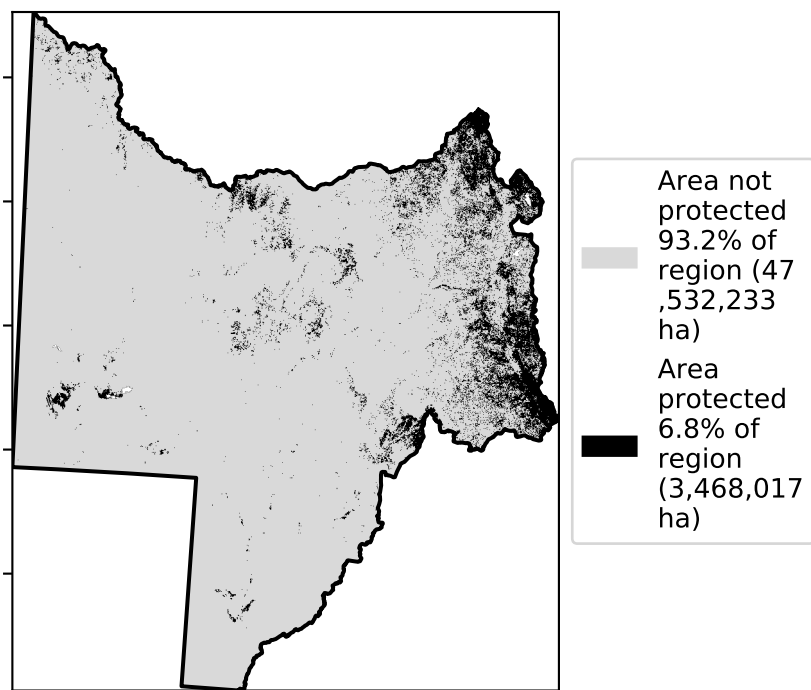 Area not
protected
93.2% of
region (47
,532,233
ha)
Area
protected
6.8% of
region
(3,468,017
ha)